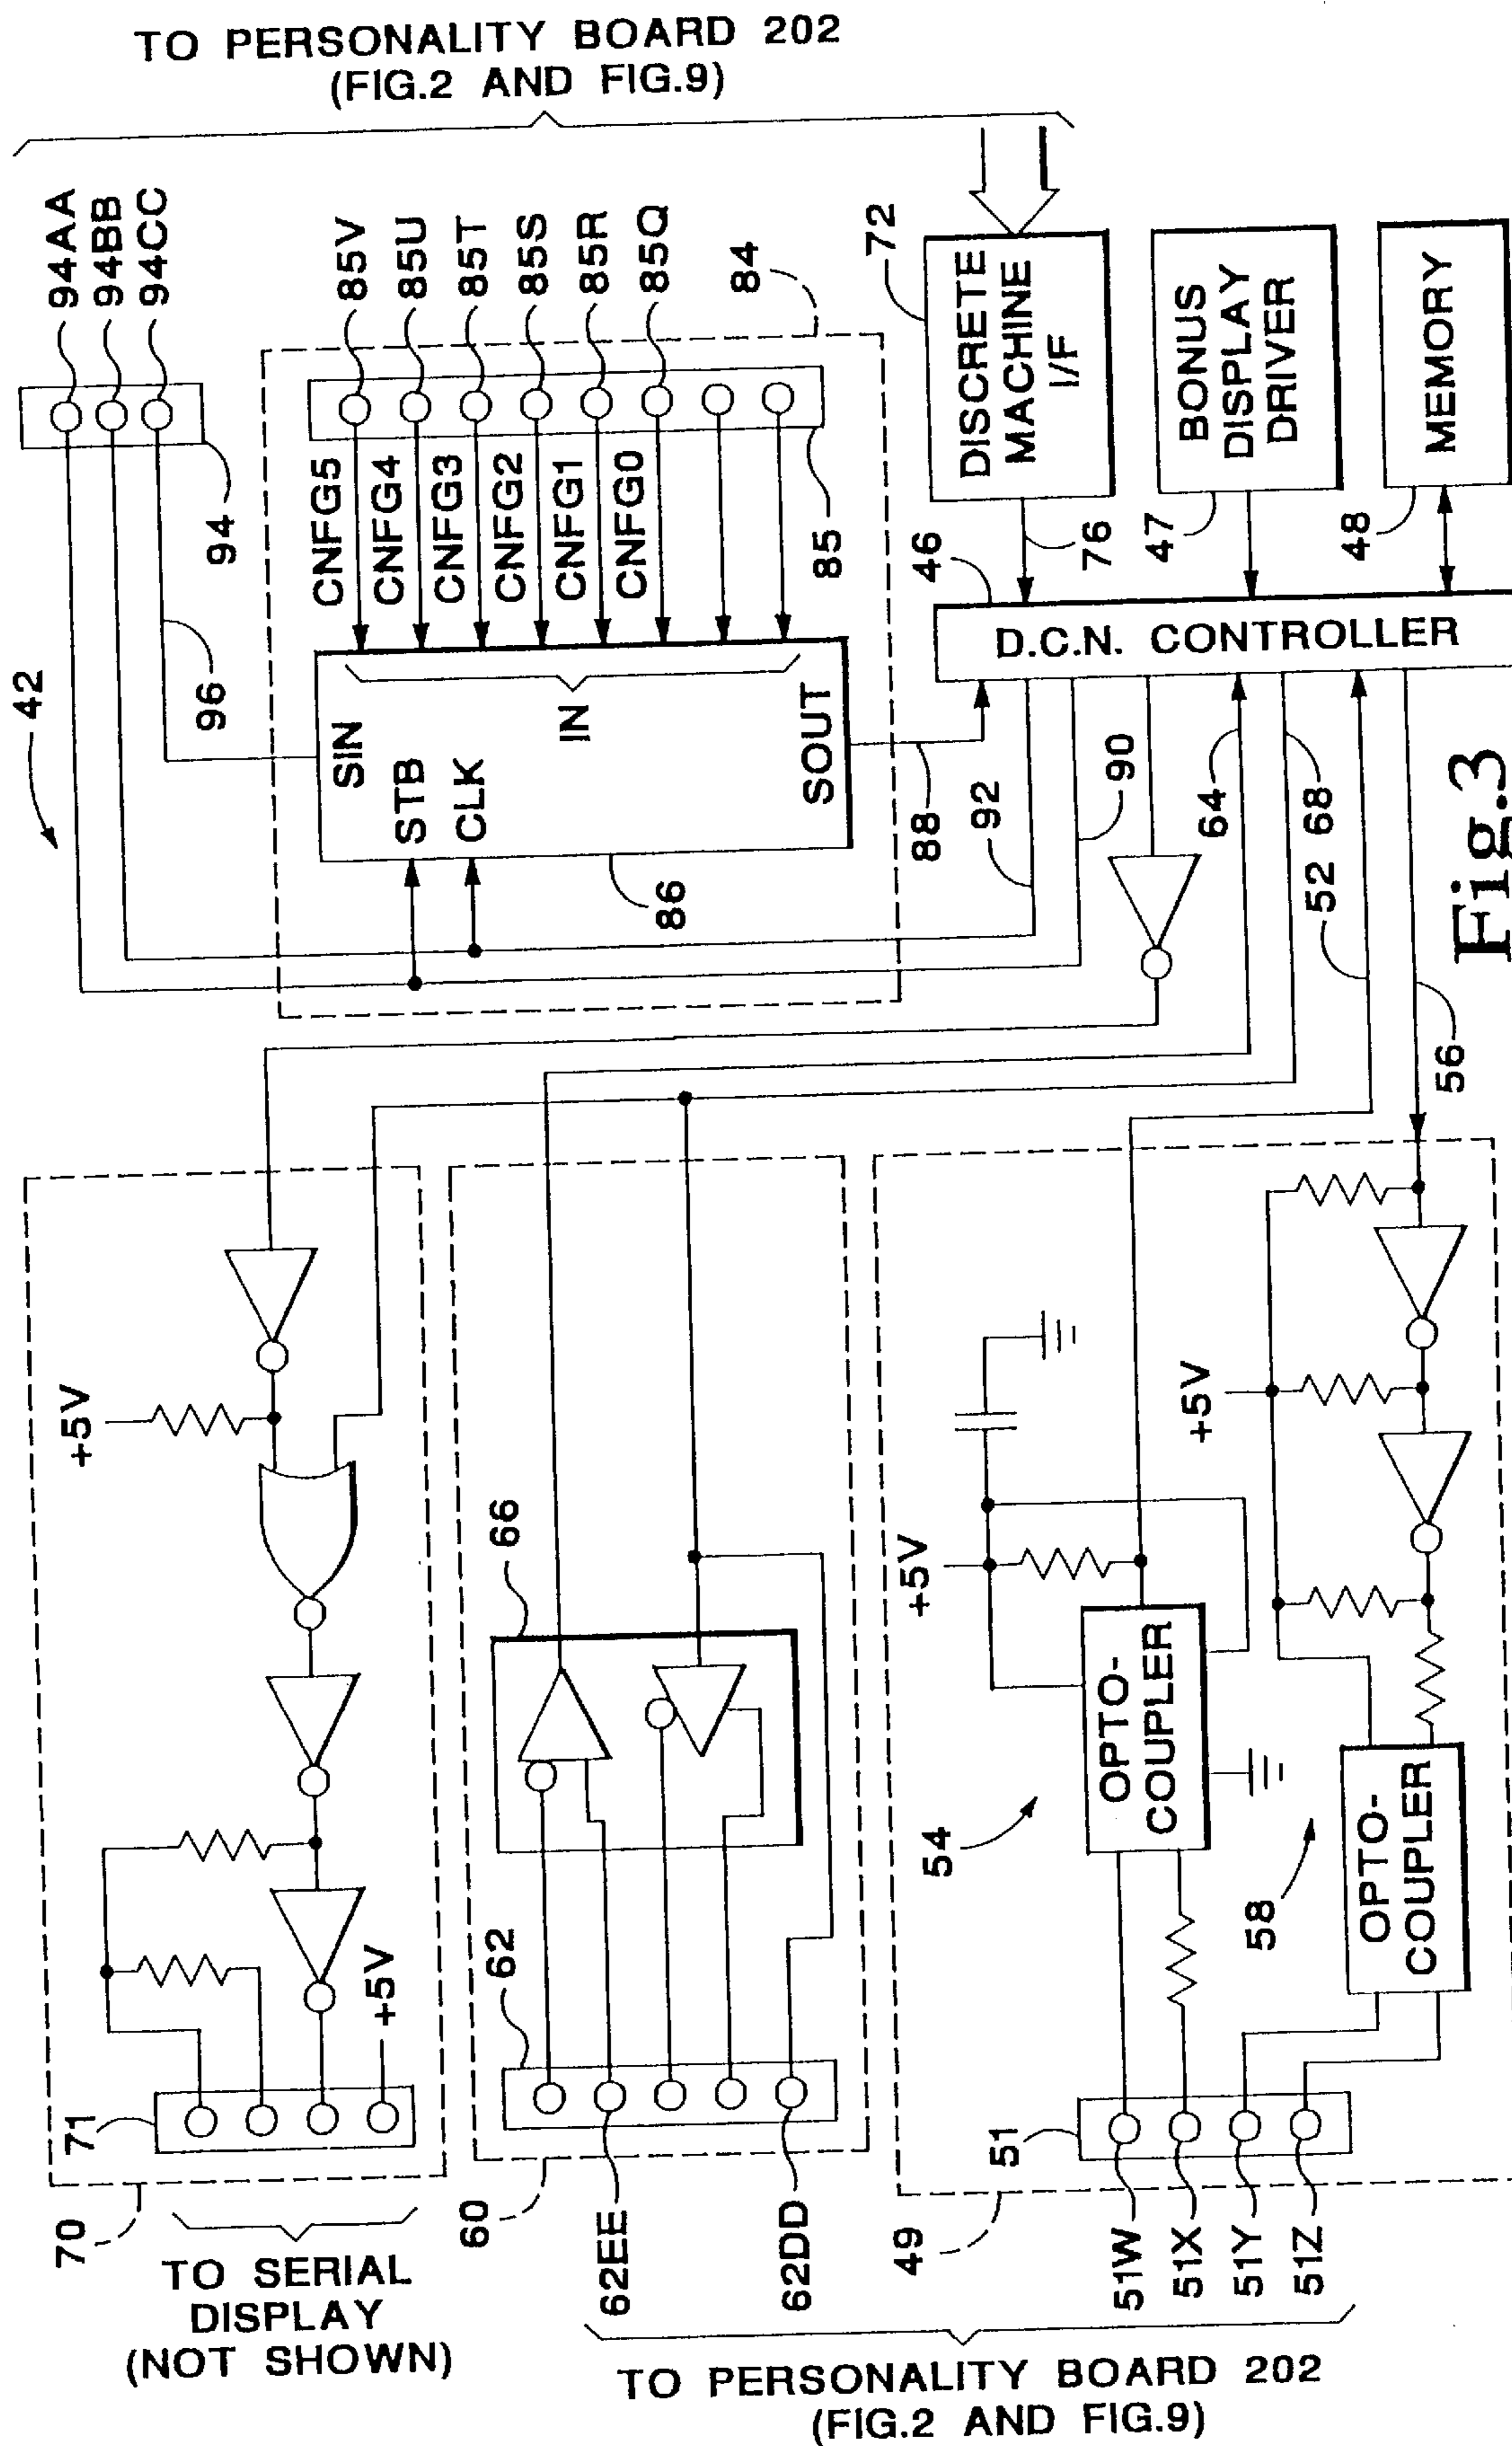 TO PERSONALITY BOARD 202
(FIG.2 AND FIG.9)
94AA
94BB
94CC
94
96
42
85V
85U
85T
85S
85R
85Q
84
CNFG5
CNFG4
CNFG3
CNFG2
CNFG1
CNFG0
85
SIN
STB
CLK
IN
SOUT
86
88
72
DISCRETE
MACHINE
I/F
76
BONUS
DISPLAY
DRIVER
47
MEMORY
48
46
D.C.N. CONTROLLER
92
90
64
68
52
56
Fig.3
+5V
+5V
71
70
TO SERIAL
DISPLAY
(NOT SHOWN)
66
62
60
62EE
62DD
+5V
+5V
OPTO-
COUPLER
54
OPTO-
COUPLER
58
51
49
51W
51X
51Y
51Z
TO PERSONALITY BOARD 202
(FIG.2 AND FIG.9)